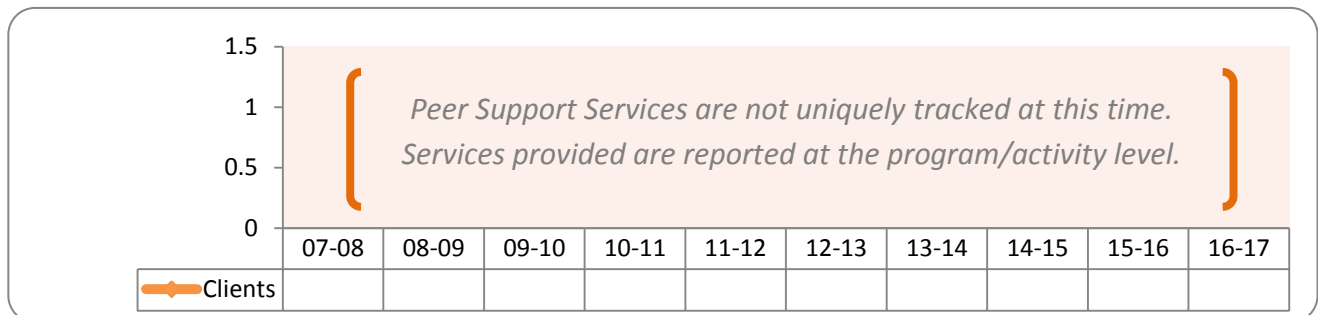 1.5
1
0.5
0
Peer Support Services are not uniquely tracked at this time.
Services provided are reported at the program/activity level.
07-08 08-09 09-10 10-11 11-12 12-13 13-14 14-15 15-16 16-17
Clients